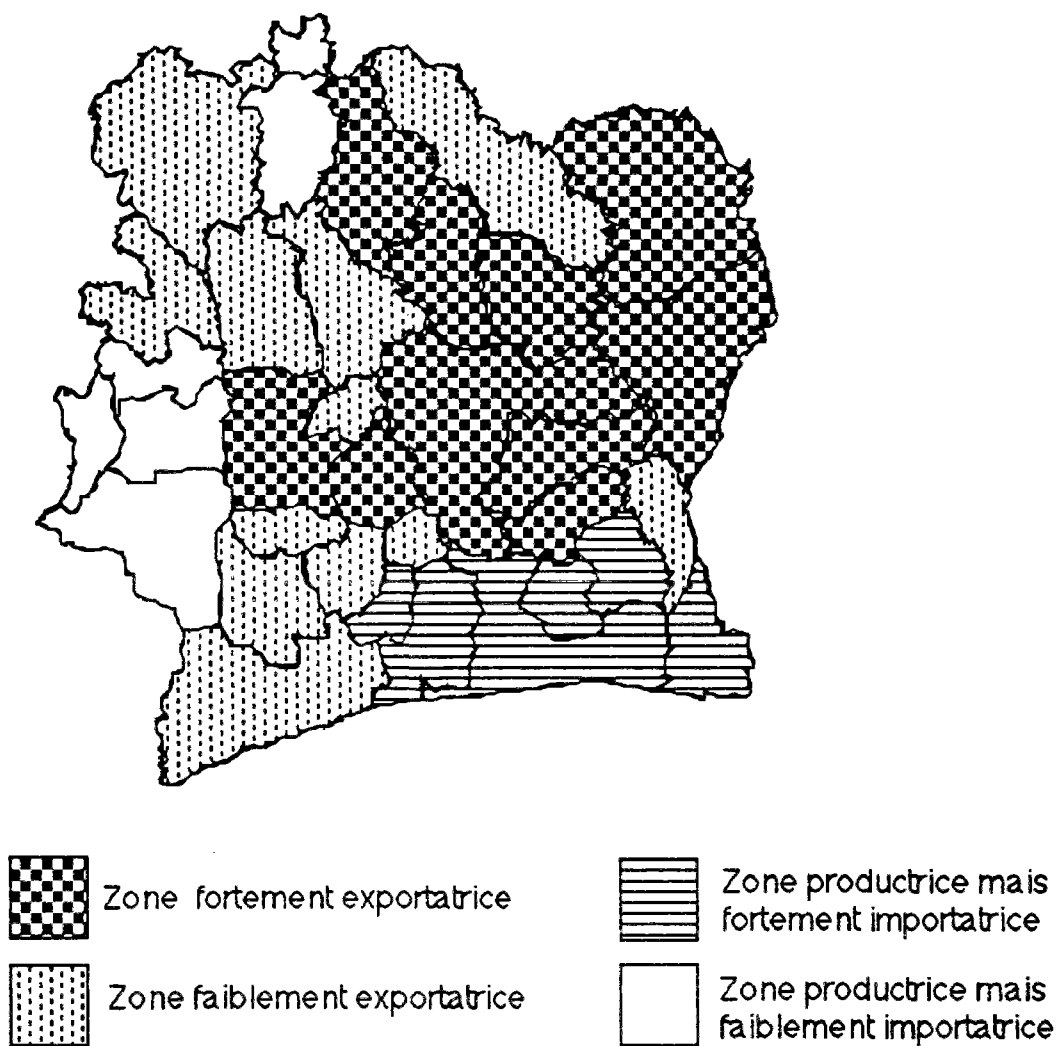 Zone fortement exportatrice
Zone faiblement exportatrice
Zone productrice mais
fortement importatrice
Zone productrice mais
faiblement importatrice